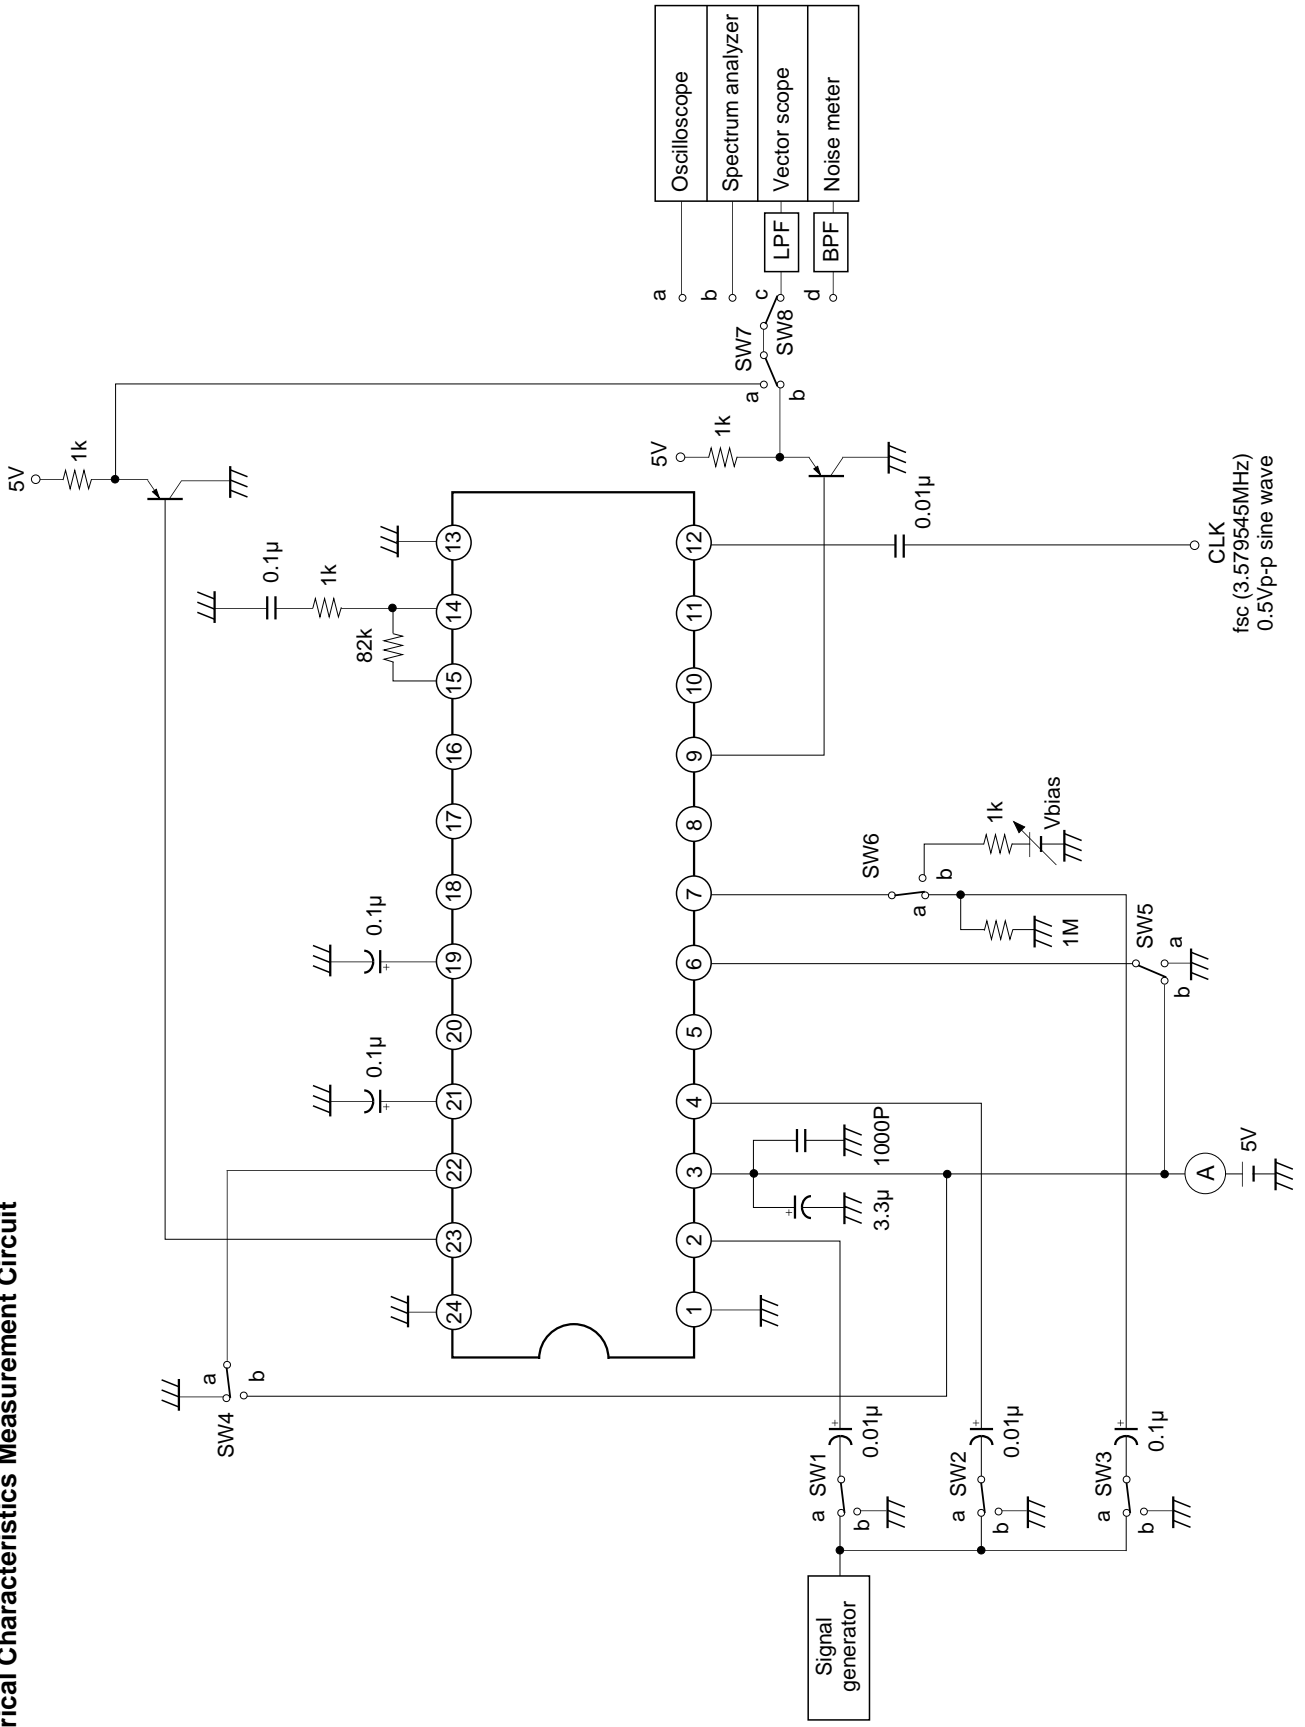 rical Characteristics Measurement Circuit
Signal
generator
SW1
a
b
0.01µ
SW2
a
b
0.01µ
SW3
a
b
0.1µ
SW4
a
b
24
23
22
21
20
19
18
17
16
15
14
13
1
2
3
4
5
6
7
8
9
10
11
12
0.1µ
0.1µ
82k
1k
0.1µ
5V
1k
3.3µ
1000P
A
5V
SW5
a
b
1M
SW6
a
b
1k
Vbias
5V
1k
0.01µ
CLK
fsc (3.579545MHz)
0.5Vp-p sine wave
SW7
a
b
SW8
a
b
c
d
LPF
BPF
Oscilloscope
Spectrum analyzer
Vector scope
Noise meter